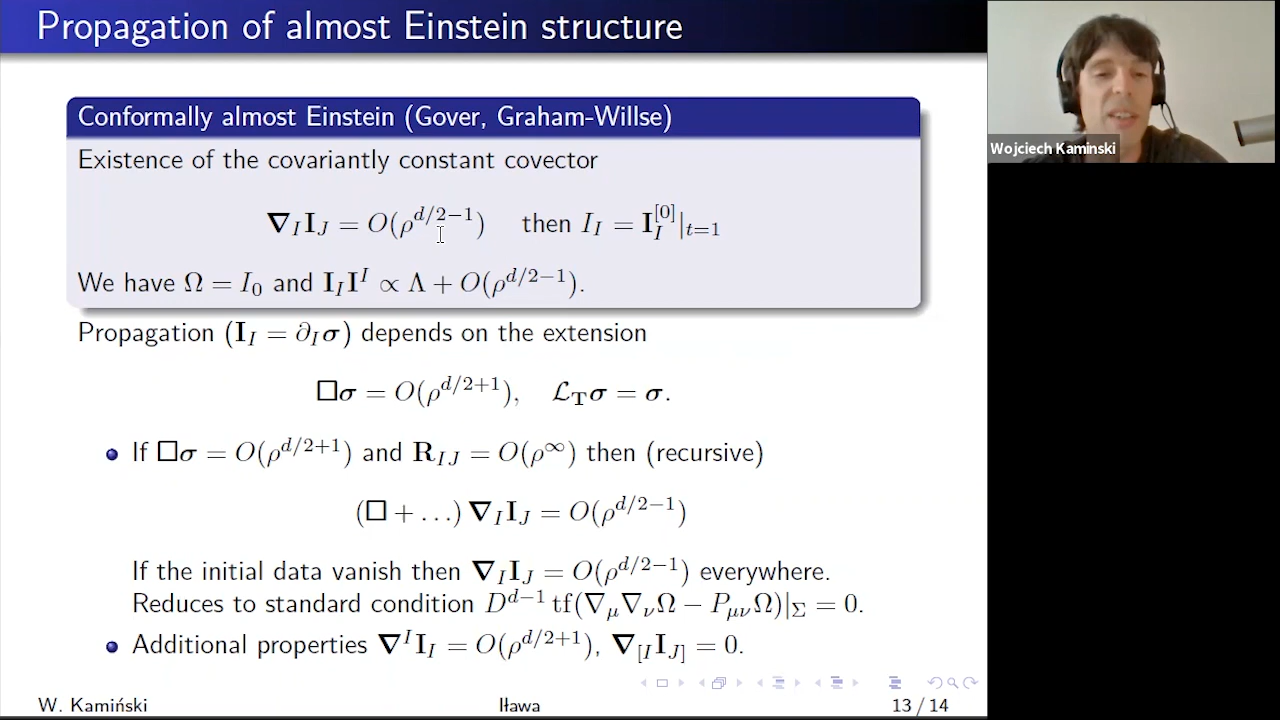 Propagation of almost Einstein structure
Conformally almost Einstein (Gover, Graham-Willse)
Existence of the covariantly constant covector
∇_I I_J = O(ρ^{d/2−1}) then I_I = I_I^{[0]}|_{t=1}
We have Ω = I_0 and I_I I^I ∝ Λ + O(ρ^{d/2−1}).
Propagation (I_I = ∂_I σ) depends on the extension
□σ = O(ρ^{d/2+1}), ℒ_T σ = σ.
If □σ = O(ρ^{d/2+1}) and R_{IJ} = O(ρ^∞) then (recursive)
(□ + …) ∇_I I_J = O(ρ^{d/2−1})
If the initial data vanish then ∇_I I_J = O(ρ^{d/2−1}) everywhere.
Reduces to standard condition D^{d−1} tf(∇_μ∇_νΩ − P_{μν}Ω)|_Σ = 0.
Additional properties ∇^I I_I = O(ρ^{d/2+1}), ∇_{[I} I_{J]} = 0.
W. Kamiński Iława 13 / 14
Wojciech Kaminski